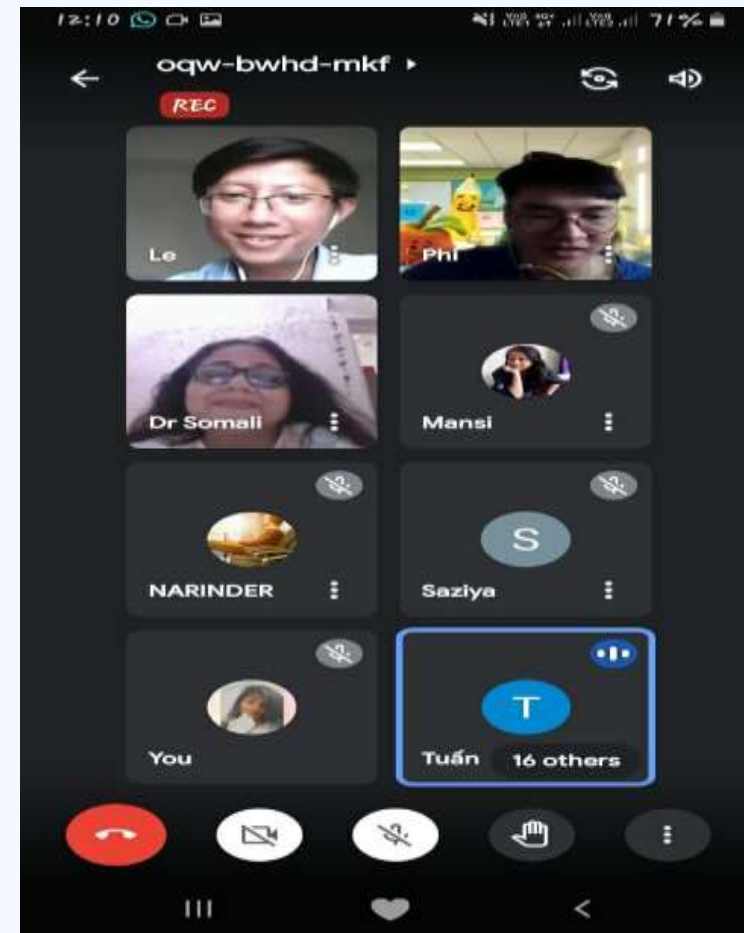 12:10 71%
oqw-bwhd-mkf
REC
Le Phi
Dr Somali Mansi
NARINDER S Saziya
You T Tuấn 16 others